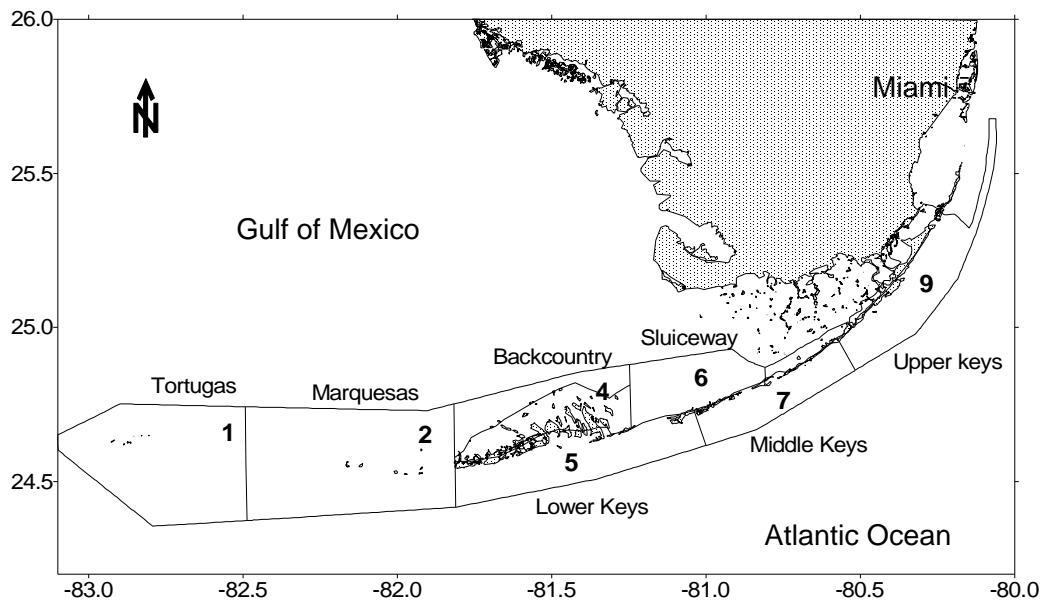 26.0
Miami
N
25.5
Gulf of Mexico
9
25.0
Sluiceway
Backcountry
Upper keys
Tortugas
Marquesas
4
6
7
1
2
Middle Keys
5
24.5
Lower Keys
Atlantic Ocean
-83.0 -82.5 -82.0 -81.5 -81.0 -80.5 -80.0